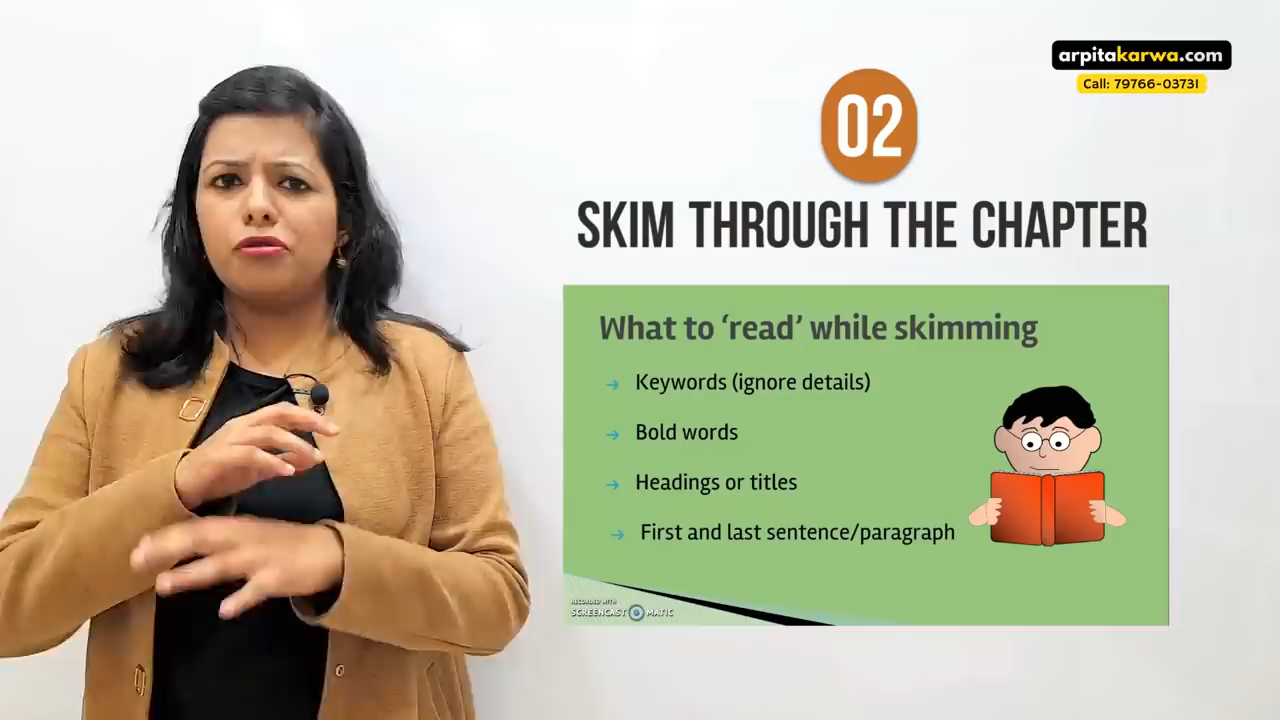 arpitakarwa.com
Call: 79766-03731
02
SKIM THROUGH THE CHAPTER
What to ‘read’ while skimming
→ Keywords (ignore details)
→ Bold words
→ Headings or titles
→ First and last sentence/paragraph
RECORDED WITH
SCREENCAST MATIC